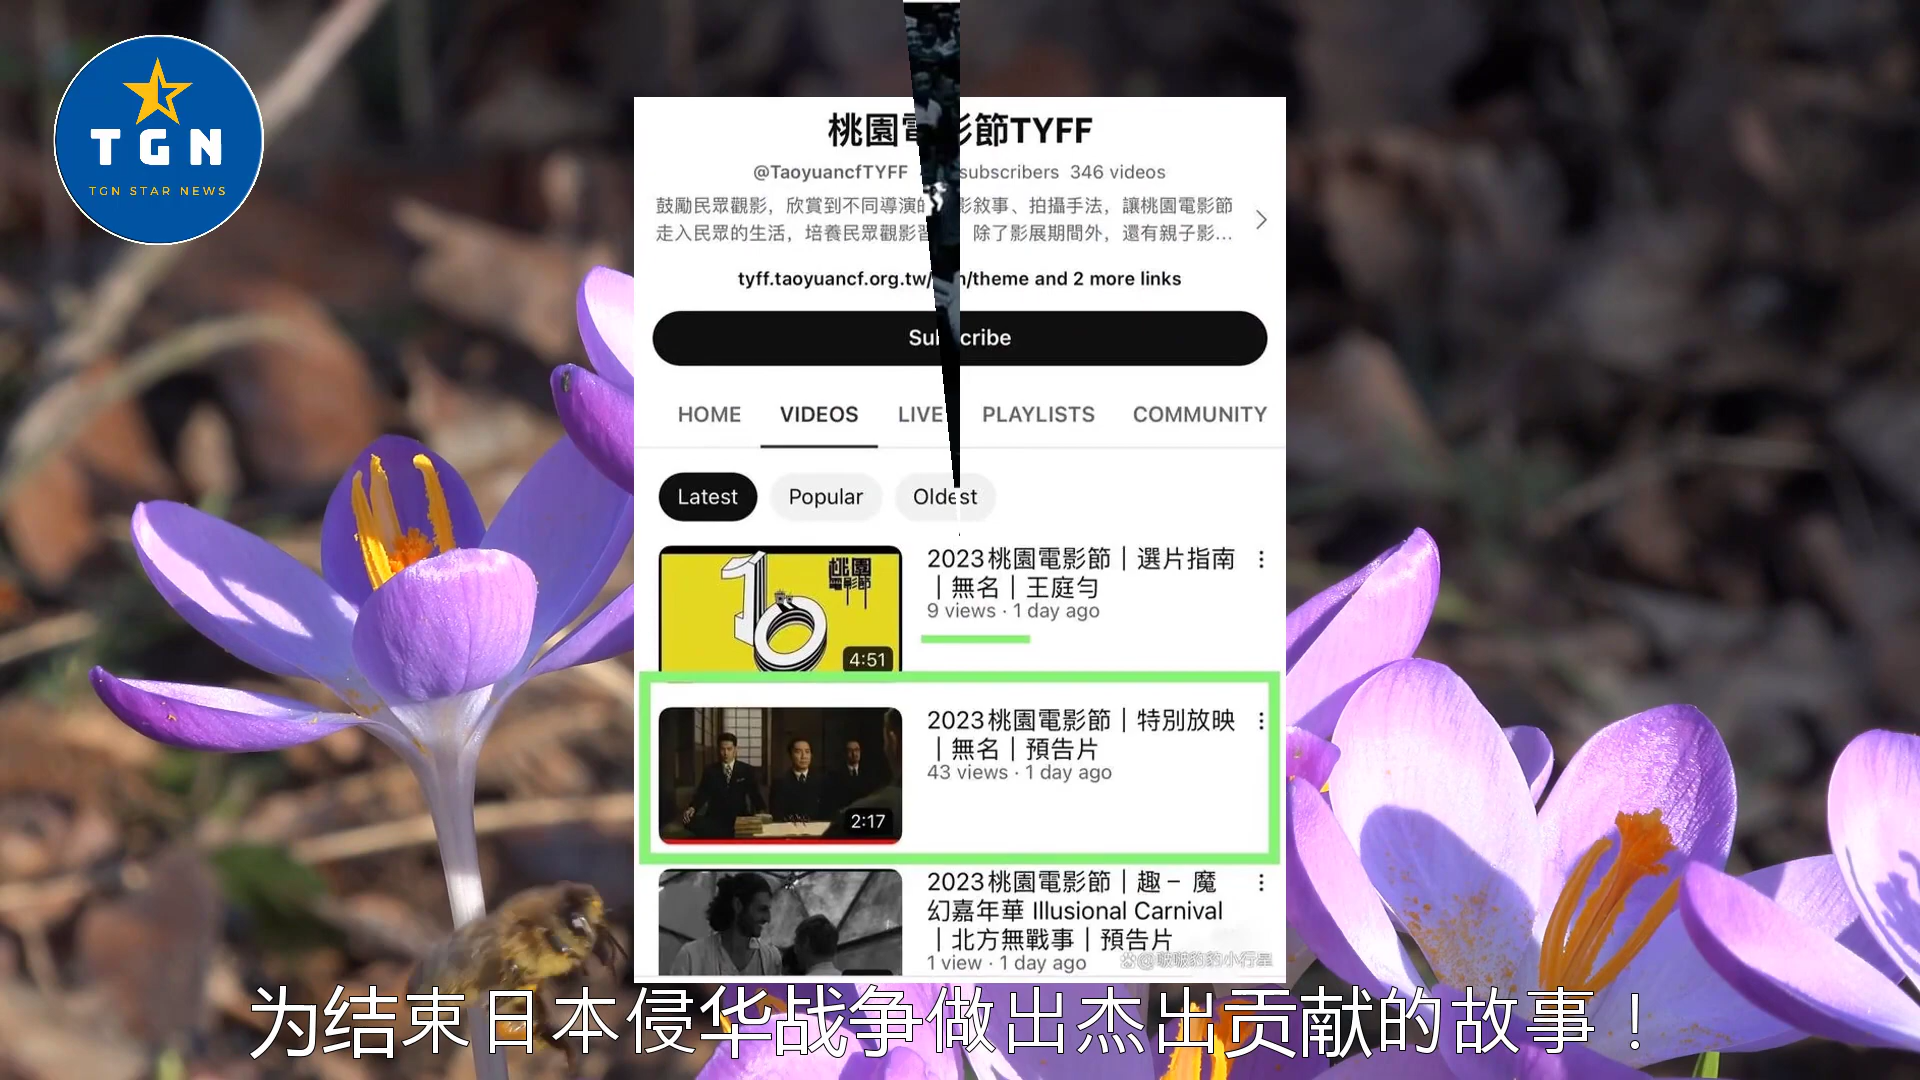 TGN
TGN STAR NEWS
桃園電影節TYFF
@TaoyuancfTYFF subscribers 346 videos
鼓勵民眾觀影，欣賞到不同導演的影敘事、拍攝手法，讓桃園電影節
走入民眾的生活，培養民眾觀影習 除了影展期間外，還有親子影...
tyff.taoyuancf.org.tw/ /theme and 2 more links
Subscribe
HOME VIDEOS LIVE PLAYLISTS COMMUNITY
Latest Popular Oldest
桃園
電影節
4:51
2023桃園電影節｜選片指南
｜無名｜王庭勻
9 views · 1 day ago
2:17
2023桃園電影節｜特別放映
｜無名｜預告片
43 views · 1 day ago
2023桃園電影節｜趣－魔
幻嘉年華 Illusional Carnival
｜北方無戰事｜預告片
1 view · 1 day ago
为结束日本侵华战争做出杰出贡献的故事！